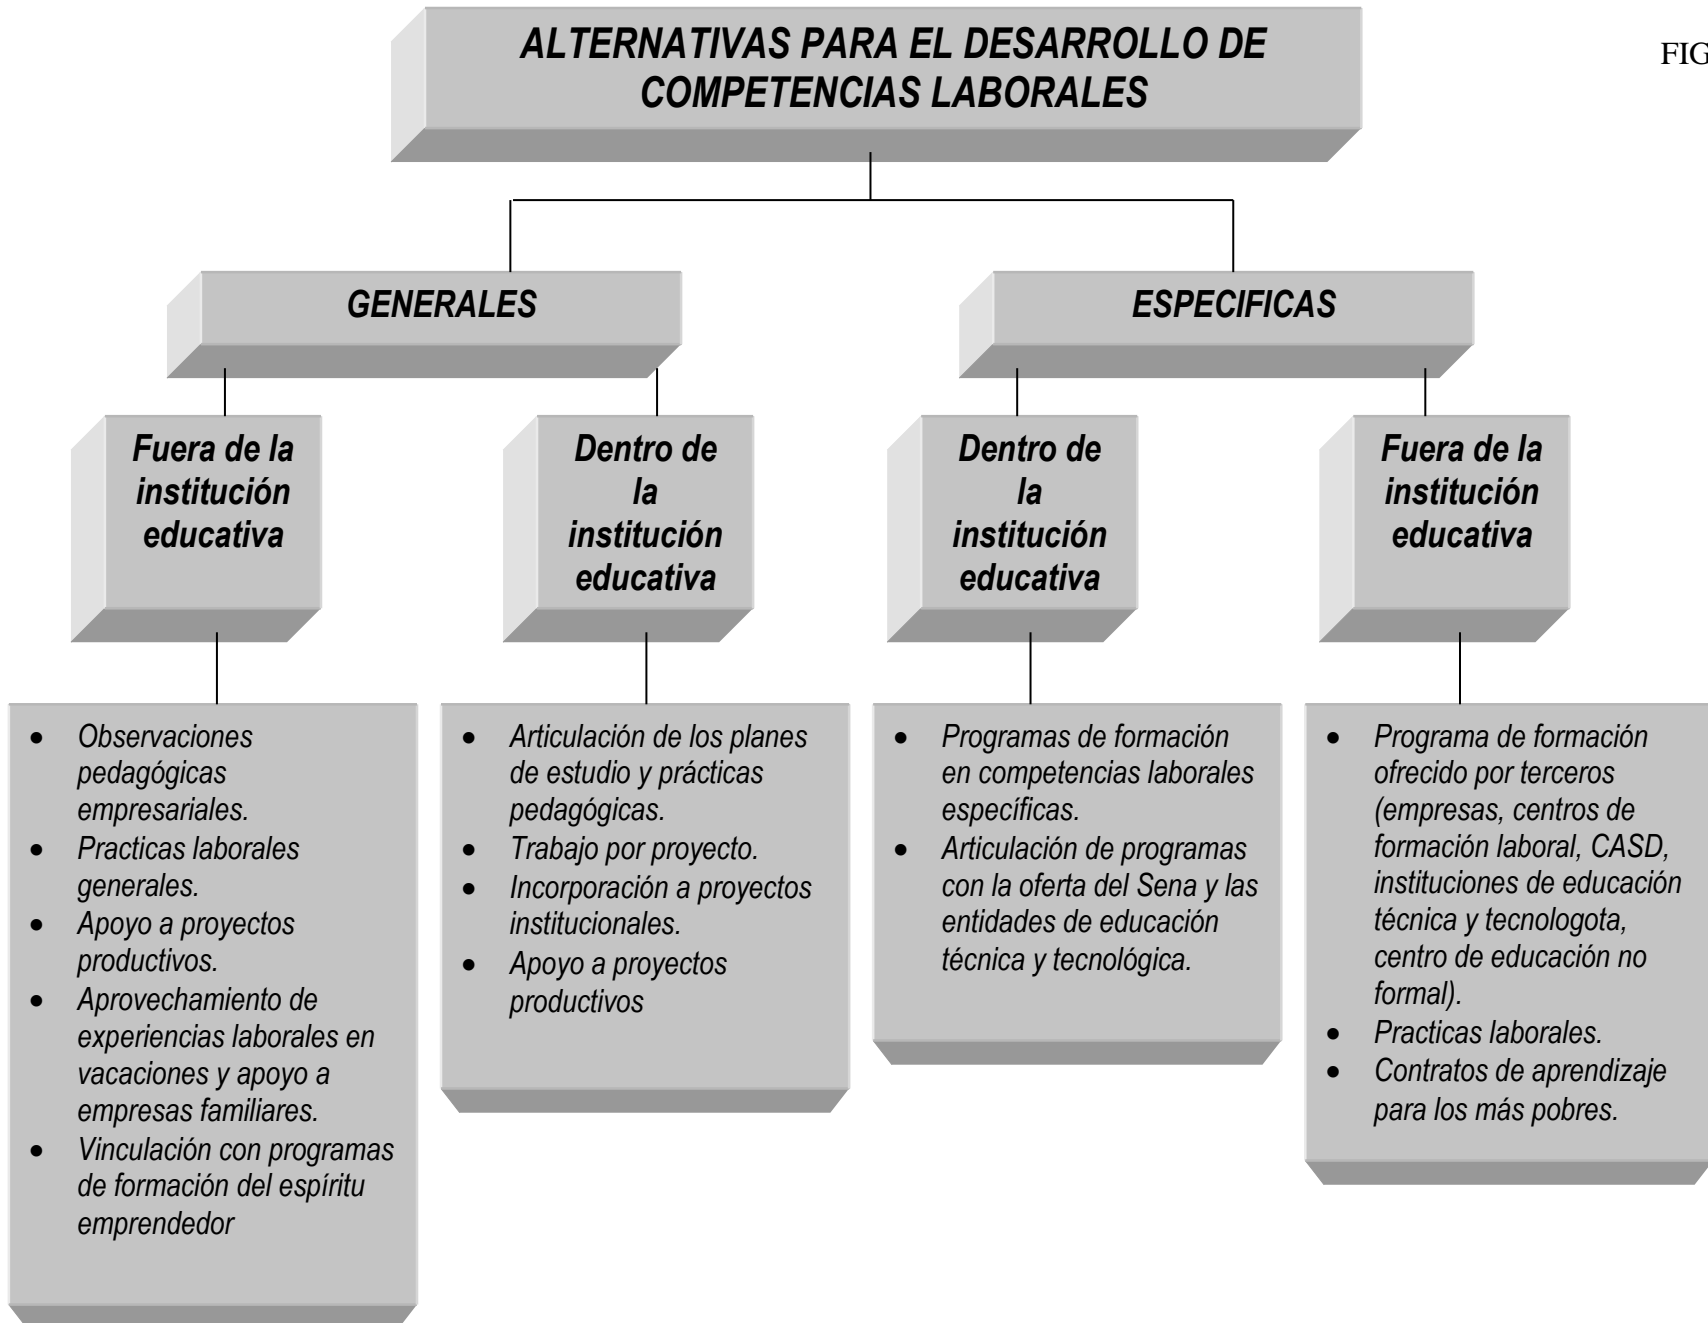 ALTERNATIVAS PARA EL DESARROLLO DE
COMPETENCIAS LABORALES
FIG
GENERALES
ESPECIFICAS
Fuera de la
institución
educativa
Dentro de
la
institución
educativa
Dentro de
la
institución
educativa
Fuera de la
institución
educativa
• Observaciones
pedagógicas
empresariales.
• Practicas laborales
generales.
• Apoyo a proyectos
productivos.
• Aprovechamiento de
experiencias laborales en
vacaciones y apoyo a
empresas familiares.
• Vinculación con programas
de formación del espíritu
emprendedor
• Articulación de los planes
de estudio y prácticas
pedagógicas.
• Trabajo por proyecto.
• Incorporación a proyectos
institucionales.
• Apoyo a proyectos
productivos
• Programas de formación
en competencias laborales
específicas.
• Articulación de programas
con la oferta del Sena y las
entidades de educación
técnica y tecnológica.
• Programa de formación
ofrecido por terceros
(empresas, centros de
formación laboral, CASD,
instituciones de educación
técnica y tecnologota,
centro de educación no
formal).
• Practicas laborales.
• Contratos de aprendizaje
para los más pobres.